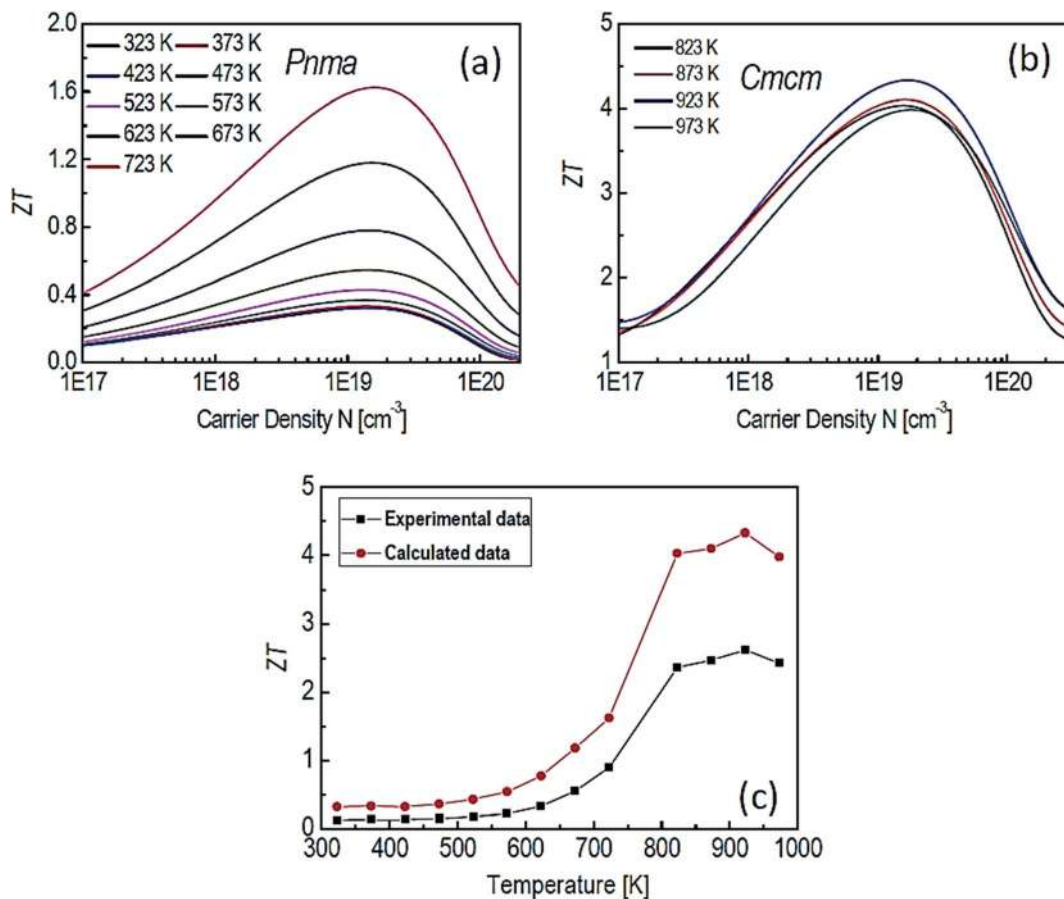 2.0
1.6
1.2
0.8
0.4
0.0
ZT
323 K 373 K
423 K 473 K
523 K 573 K
623 K 673 K
723 K
Pnma
(a)
1E17 1E18 1E19 1E20
Carrier Density N [cm-3]
5
4
3
2
1
ZT
823 K
873 K
923 K
973 K
Cmcm
(b)
1E17 1E18 1E19 1E20
Carrier Density N [cm-3]
5
4
3
2
1
0
ZT
Experimental data
Calculated data
(c)
300 400 500 600 700 800 900 1000
Temperature [K]